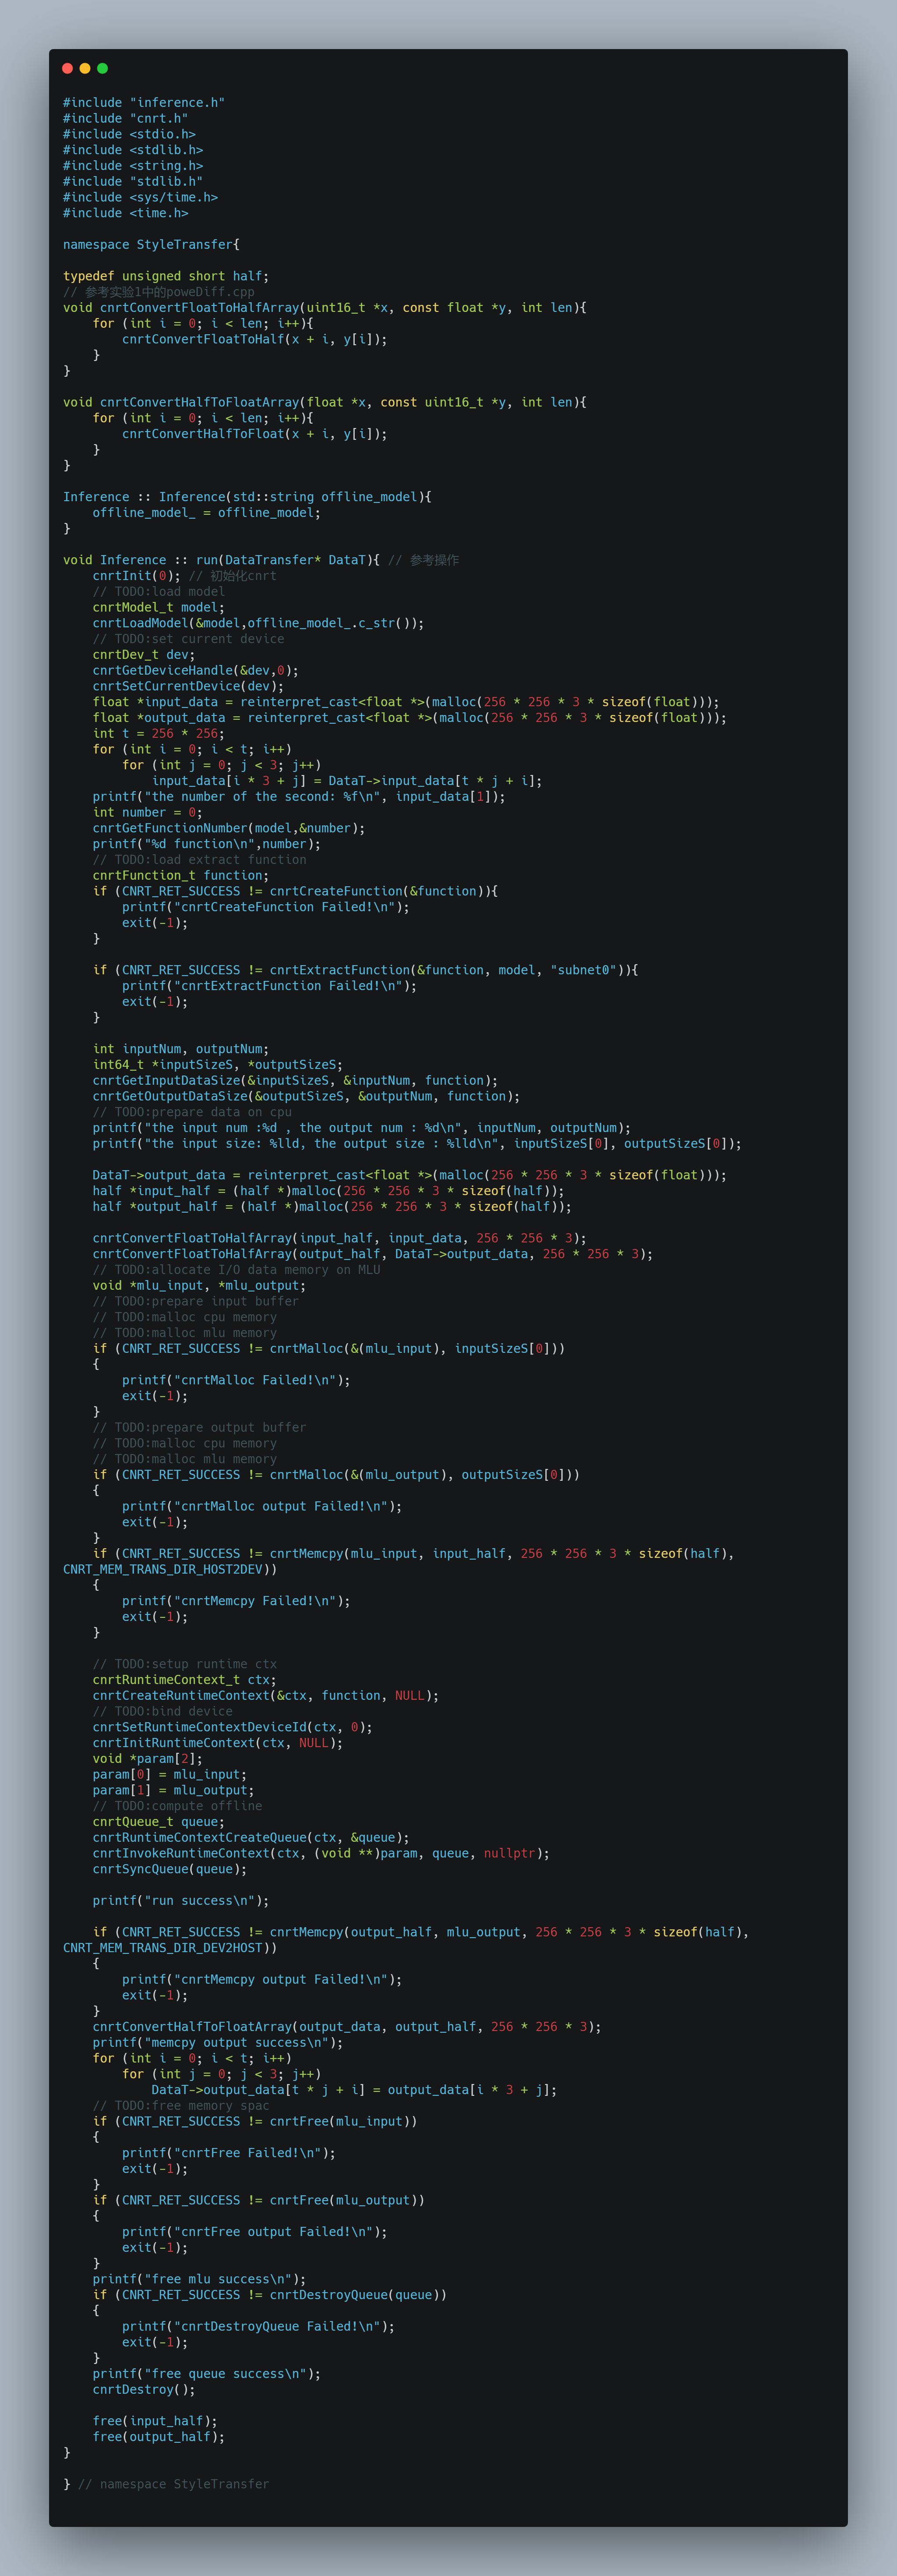 #include "inference.h"
#include "cnrt.h"
#include <stdio.h>
#include <stdlib.h>
#include <string.h>
#include "stdlib.h"
#include <sys/time.h>
#include <time.h>

namespace StyleTransfer{

typedef unsigned short half;
// 参考实验1中的poweDiff.cpp
void cnrtConvertFloatToHalfArray(uint16_t *x, const float *y, int len){
    for (int i = 0; i < len; i++){
        cnrtConvertFloatToHalf(x + i, y[i]);
    }
}

void cnrtConvertHalfToFloatArray(float *x, const uint16_t *y, int len){
    for (int i = 0; i < len; i++){
        cnrtConvertHalfToFloat(x + i, y[i]);
    }
}

Inference :: Inference(std::string offline_model){
    offline_model_ = offline_model;
}

void Inference :: run(DataTransfer* DataT){ // 参考操作
    cnrtInit(0); // 初始化cnrt
    // TODO:load model
    cnrtModel_t model;
    cnrtLoadModel(&model,offline_model_.c_str());
    // TODO:set current device
    cnrtDev_t dev;
    cnrtGetDeviceHandle(&dev,0);
    cnrtSetCurrentDevice(dev);
    float *input_data = reinterpret_cast<float *>(malloc(256 * 256 * 3 * sizeof(float)));
    float *output_data = reinterpret_cast<float *>(malloc(256 * 256 * 3 * sizeof(float)));
    int t = 256 * 256;
    for (int i = 0; i < t; i++)
        for (int j = 0; j < 3; j++)
            input_data[i * 3 + j] = DataT->input_data[t * j + i];
    printf("the number of the second: %f\n", input_data[1]);
    int number = 0;
    cnrtGetFunctionNumber(model,&number);
    printf("%d function\n",number);
    // TODO:load extract function
    cnrtFunction_t function;
    if (CNRT_RET_SUCCESS != cnrtCreateFunction(&function)){
        printf("cnrtCreateFunction Failed!\n");
        exit(-1);
    }

    if (CNRT_RET_SUCCESS != cnrtExtractFunction(&function, model, "subnet0")){
        printf("cnrtExtractFunction Failed!\n");
        exit(-1);
    }

    int inputNum, outputNum;
    int64_t *inputSizeS, *outputSizeS;
    cnrtGetInputDataSize(&inputSizeS, &inputNum, function);
    cnrtGetOutputDataSize(&outputSizeS, &outputNum, function);
    // TODO:prepare data on cpu
    printf("the input num :%d , the output num : %d\n", inputNum, outputNum);
    printf("the input size: %lld, the output size : %lld\n", inputSizeS[0], outputSizeS[0]);

    DataT->output_data = reinterpret_cast<float *>(malloc(256 * 256 * 3 * sizeof(float)));
    half *input_half = (half *)malloc(256 * 256 * 3 * sizeof(half));
    half *output_half = (half *)malloc(256 * 256 * 3 * sizeof(half));

    cnrtConvertFloatToHalfArray(input_half, input_data, 256 * 256 * 3);
    cnrtConvertFloatToHalfArray(output_half, DataT->output_data, 256 * 256 * 3);
    // TODO:allocate I/O data memory on MLU
    void *mlu_input, *mlu_output;
    // TODO:prepare input buffer
    // TODO:malloc cpu memory
    // TODO:malloc mlu memory
    if (CNRT_RET_SUCCESS != cnrtMalloc(&(mlu_input), inputSizeS[0]))
    {
        printf("cnrtMalloc Failed!\n");
        exit(-1);
    }
    // TODO:prepare output buffer
    // TODO:malloc cpu memory
    // TODO:malloc mlu memory
    if (CNRT_RET_SUCCESS != cnrtMalloc(&(mlu_output), outputSizeS[0]))
    {
        printf("cnrtMalloc output Failed!\n");
        exit(-1);
    }
    if (CNRT_RET_SUCCESS != cnrtMemcpy(mlu_input, input_half, 256 * 256 * 3 * sizeof(half),
CNRT_MEM_TRANS_DIR_HOST2DEV))
    {
        printf("cnrtMemcpy Failed!\n");
        exit(-1);
    }

    // TODO:setup runtime ctx
    cnrtRuntimeContext_t ctx;
    cnrtCreateRuntimeContext(&ctx, function, NULL);
    // TODO:bind device
    cnrtSetRuntimeContextDeviceId(ctx, 0);
    cnrtInitRuntimeContext(ctx, NULL);
    void *param[2];
    param[0] = mlu_input;
    param[1] = mlu_output;
    // TODO:compute offline
    cnrtQueue_t queue;
    cnrtRuntimeContextCreateQueue(ctx, &queue);
    cnrtInvokeRuntimeContext(ctx, (void **)param, queue, nullptr);
    cnrtSyncQueue(queue);

    printf("run success\n");

    if (CNRT_RET_SUCCESS != cnrtMemcpy(output_half, mlu_output, 256 * 256 * 3 * sizeof(half),
CNRT_MEM_TRANS_DIR_DEV2HOST))
    {
        printf("cnrtMemcpy output Failed!\n");
        exit(-1);
    }
    cnrtConvertHalfToFloatArray(output_data, output_half, 256 * 256 * 3);
    printf("memcpy output success\n");
    for (int i = 0; i < t; i++)
        for (int j = 0; j < 3; j++)
            DataT->output_data[t * j + i] = output_data[i * 3 + j];
    // TODO:free memory spac
    if (CNRT_RET_SUCCESS != cnrtFree(mlu_input))
    {
        printf("cnrtFree Failed!\n");
        exit(-1);
    }
    if (CNRT_RET_SUCCESS != cnrtFree(mlu_output))
    {
        printf("cnrtFree output Failed!\n");
        exit(-1);
    }
    printf("free mlu success\n");
    if (CNRT_RET_SUCCESS != cnrtDestroyQueue(queue))
    {
        printf("cnrtDestroyQueue Failed!\n");
        exit(-1);
    }
    printf("free queue success\n");
    cnrtDestroy();

    free(input_half);
    free(output_half);
}

} // namespace StyleTransfer